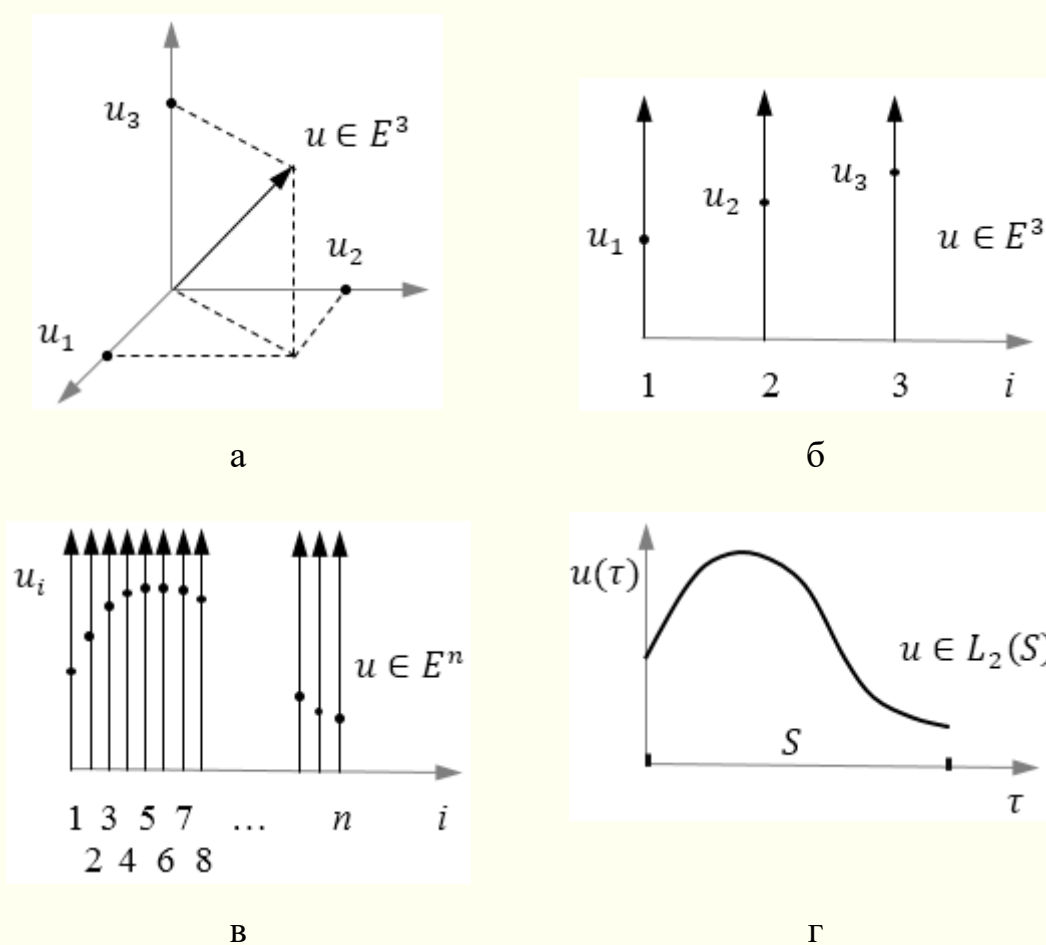 u₃
u ∈ E³
u₂
u₁
а
u₁
u₂
u₃
u ∈ E³
1 2 3 i
б
uᵢ
u ∈ Eⁿ
1 3 5 7 … n i
2 4 6 8
в
u(τ)
u ∈ L₂(S)
S
τ
г